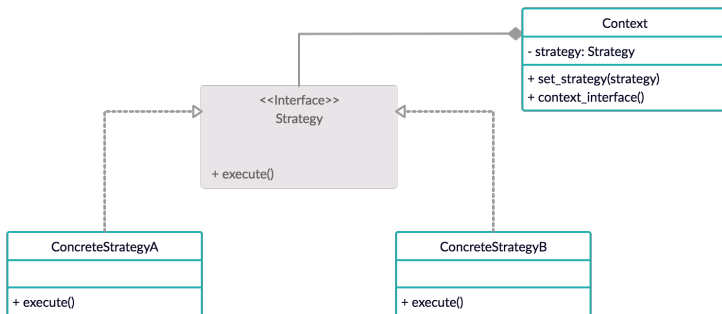 Context
- strategy: Strategy
+ set_strategy(strategy)
+ context_interface()
<<Interface>>
Strategy
+ execute()
ConcreteStrategyA
+ execute()
ConcreteStrategyB
+ execute()